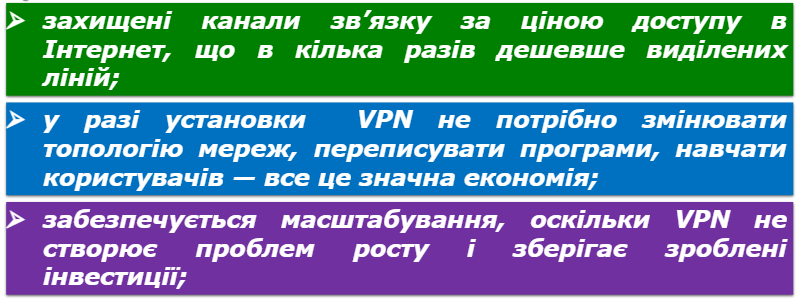 ➢ захищені канали зв’язку за ціною доступу в
Інтернет, що в кілька разів дешевше виділених
ліній;
➢ у разі установки VPN не потрібно змінювати
топологію мереж, переписувати програми, навчати
користувачів — все це значна економія;
➢ забезпечується масштабування, оскільки VPN не
створює проблем росту і зберігає зроблені
інвестиції;